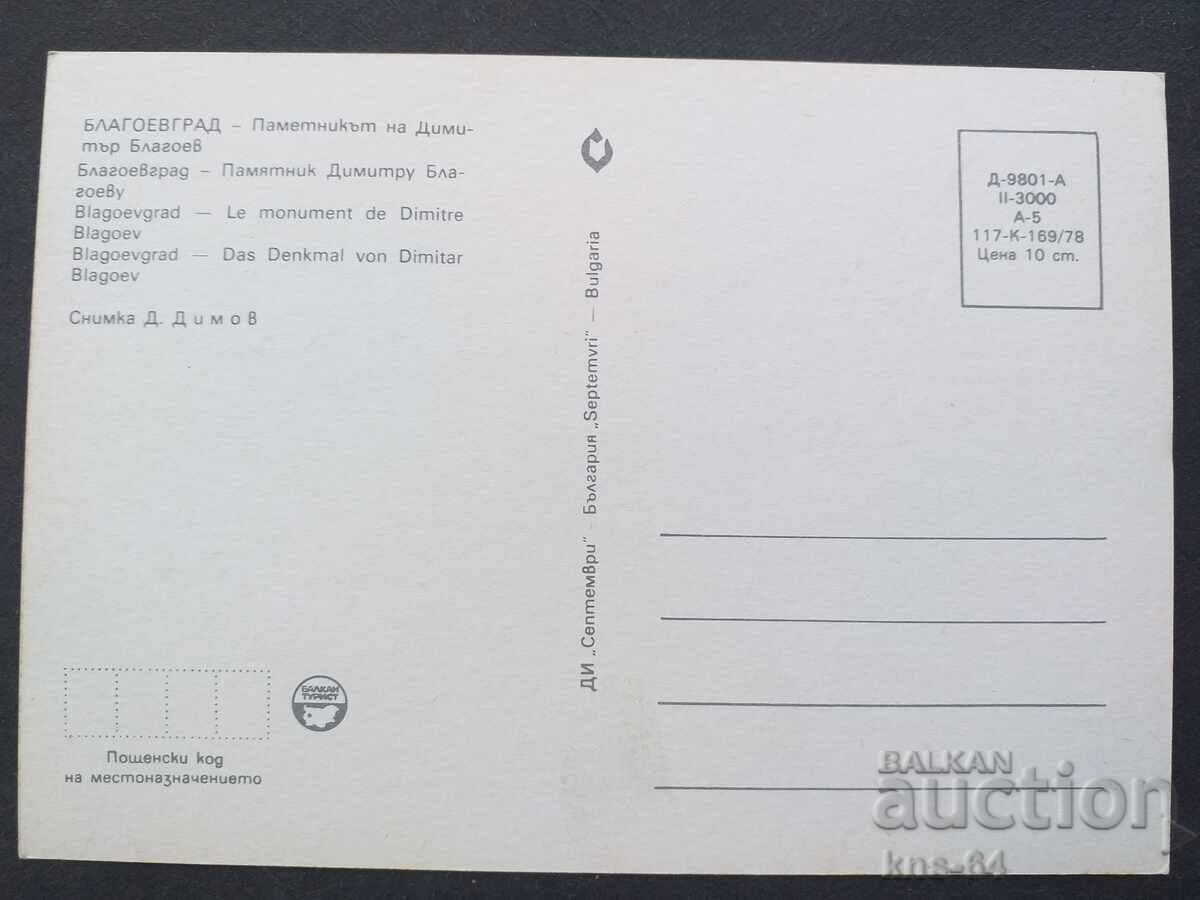 БЛАГОЕВГРАД – Паметникът на Дими-
тър Благоев
Благоевград – Памятник Димитру Бла-
гоеву
Blagoevgrad — Le monument de Dimitre
Blagoev
Blagoevgrad — Das Denkmal von Dimitar
Blagoev
Снимка Д. Димов
БАЛКАН
ТУРИСТ
Пощенски код
на местоназначението
ДИ „Септември" - България „Septemvri" — Bulgaria
Д-9801-А
II-3000
А-5
117-К-169/78
Цена 10 ст.
BALKAN
auction
kns-64